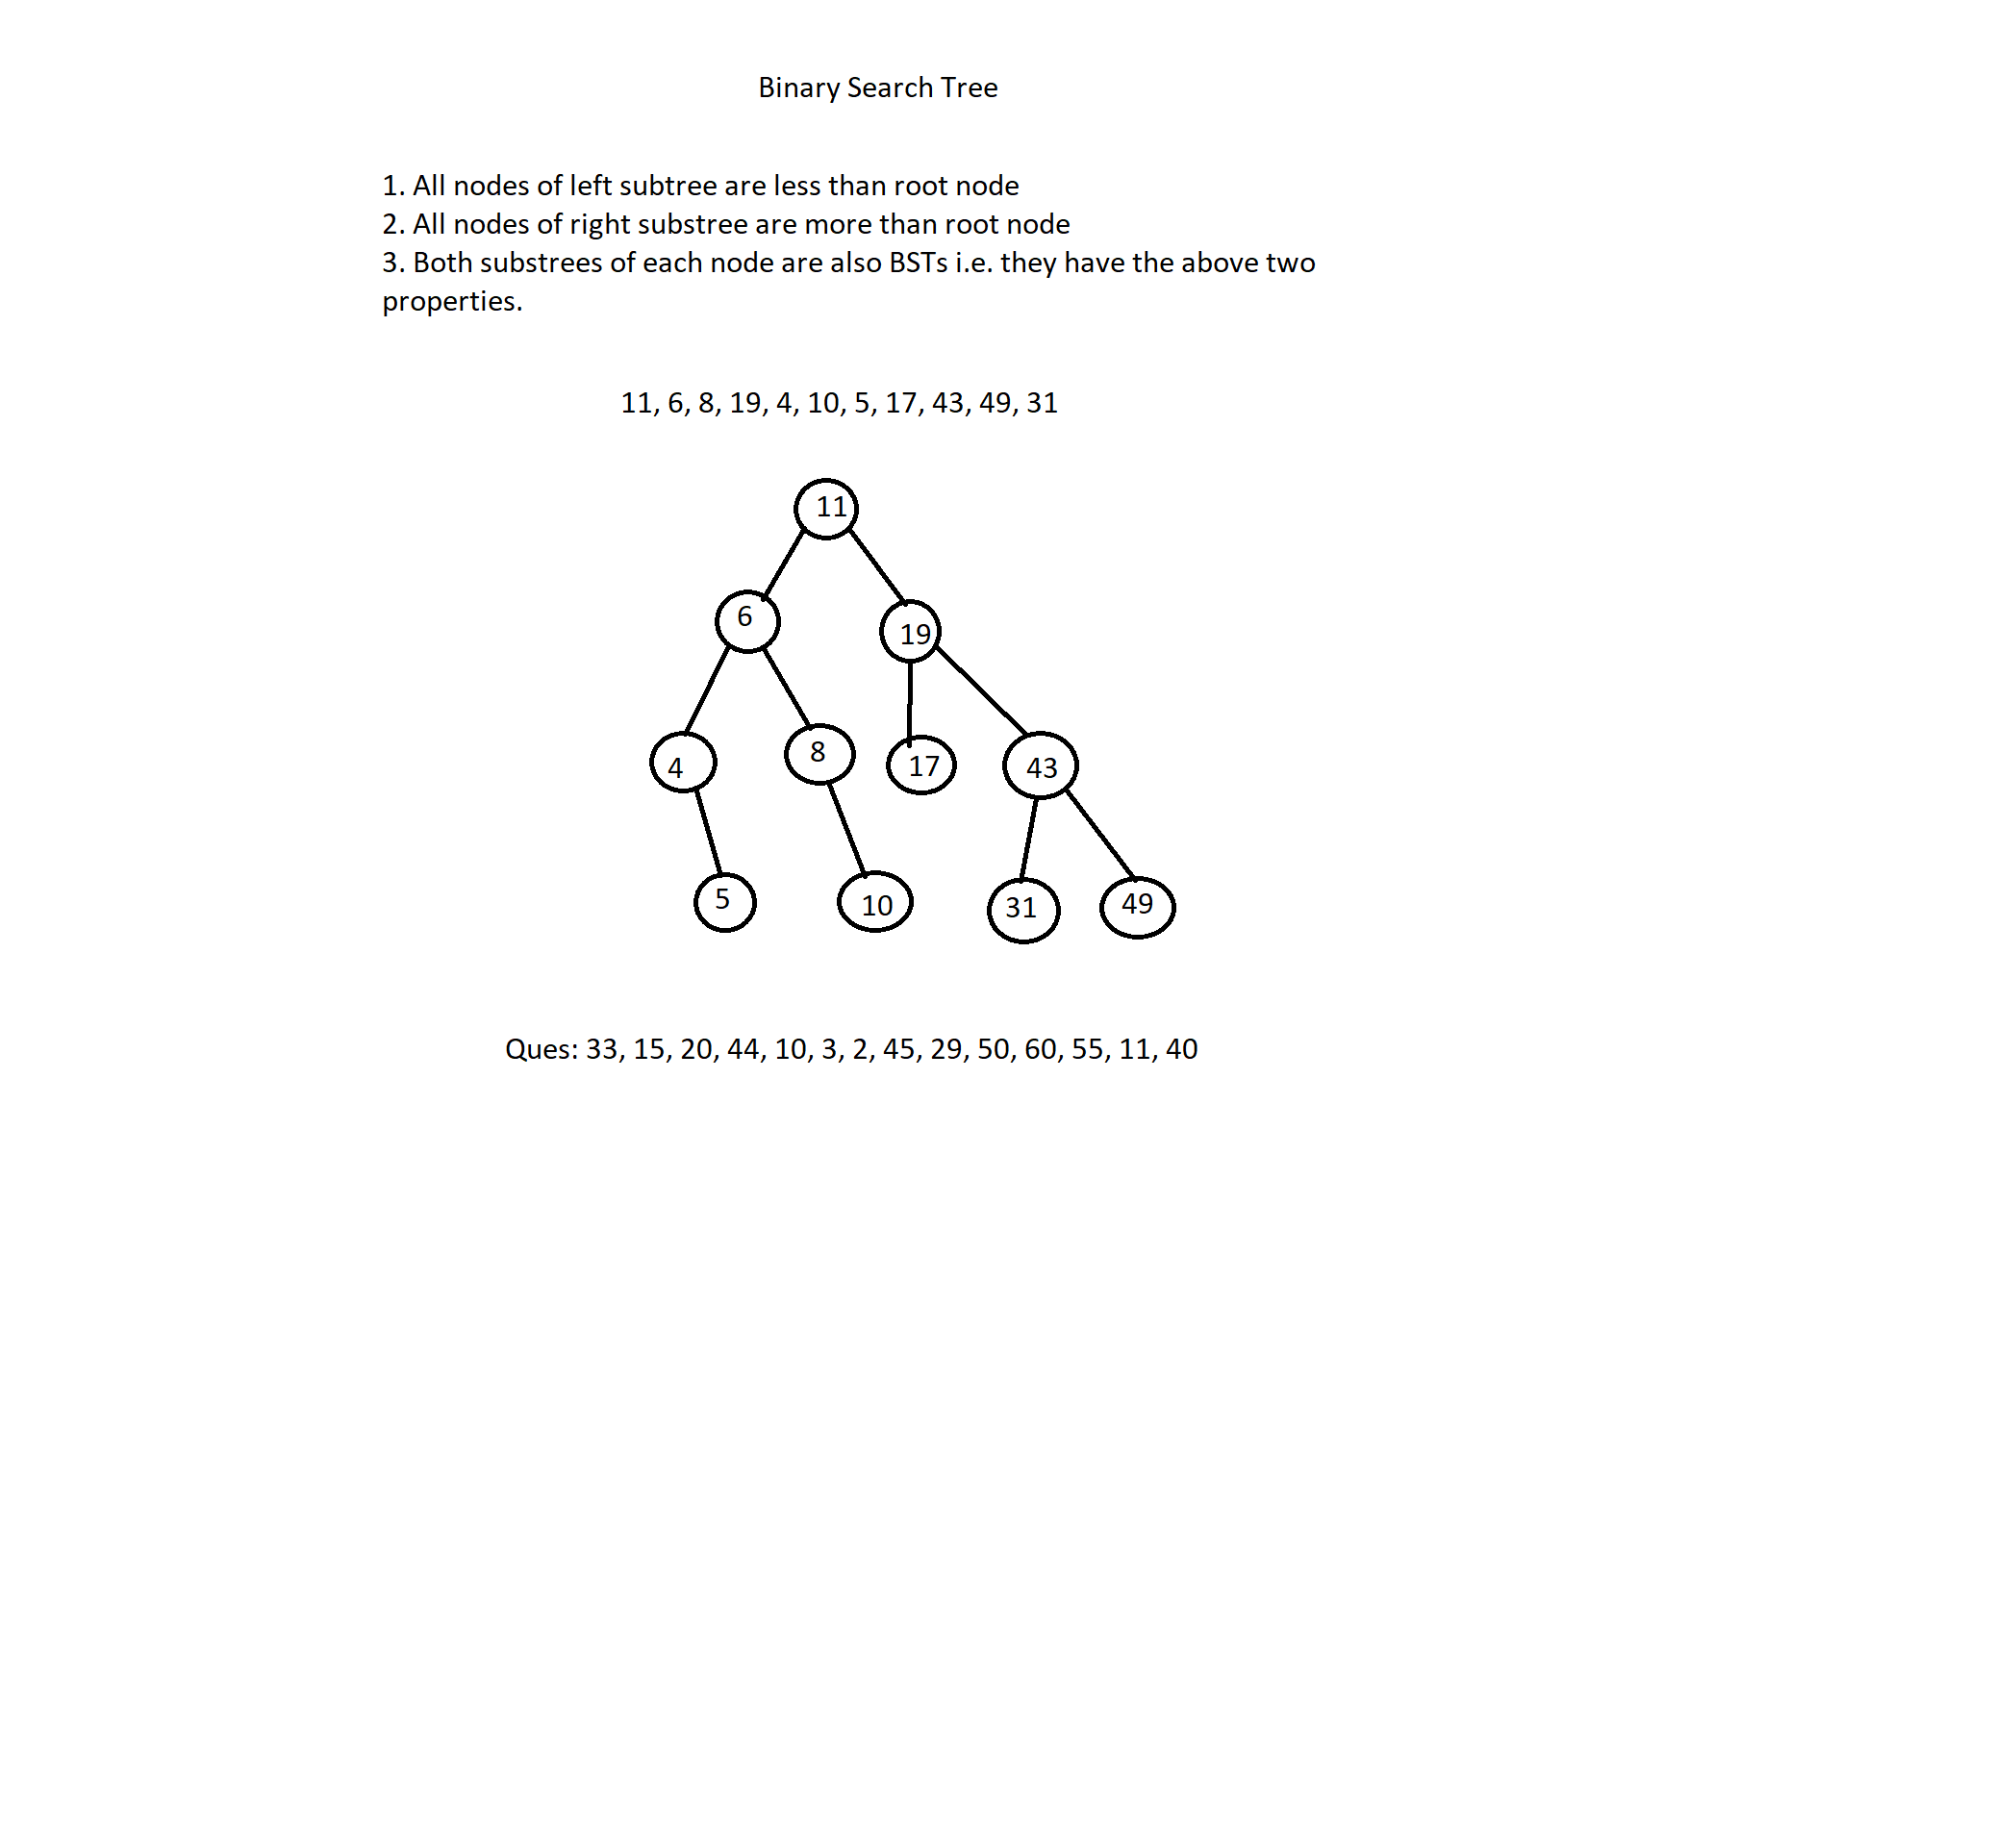 Binary Search Tree
1. All nodes of left subtree are less than root node
2. All nodes of right substree are more than root node
3. Both substrees of each node are also BSTs i.e. they have the above two
properties.
11, 6, 8, 19, 4, 10, 5, 17, 43, 49, 31
11
6
19
4
8
17
43
5
10
31
49
Ques: 33, 15, 20, 44, 10, 3, 2, 45, 29, 50, 60, 55, 11, 40